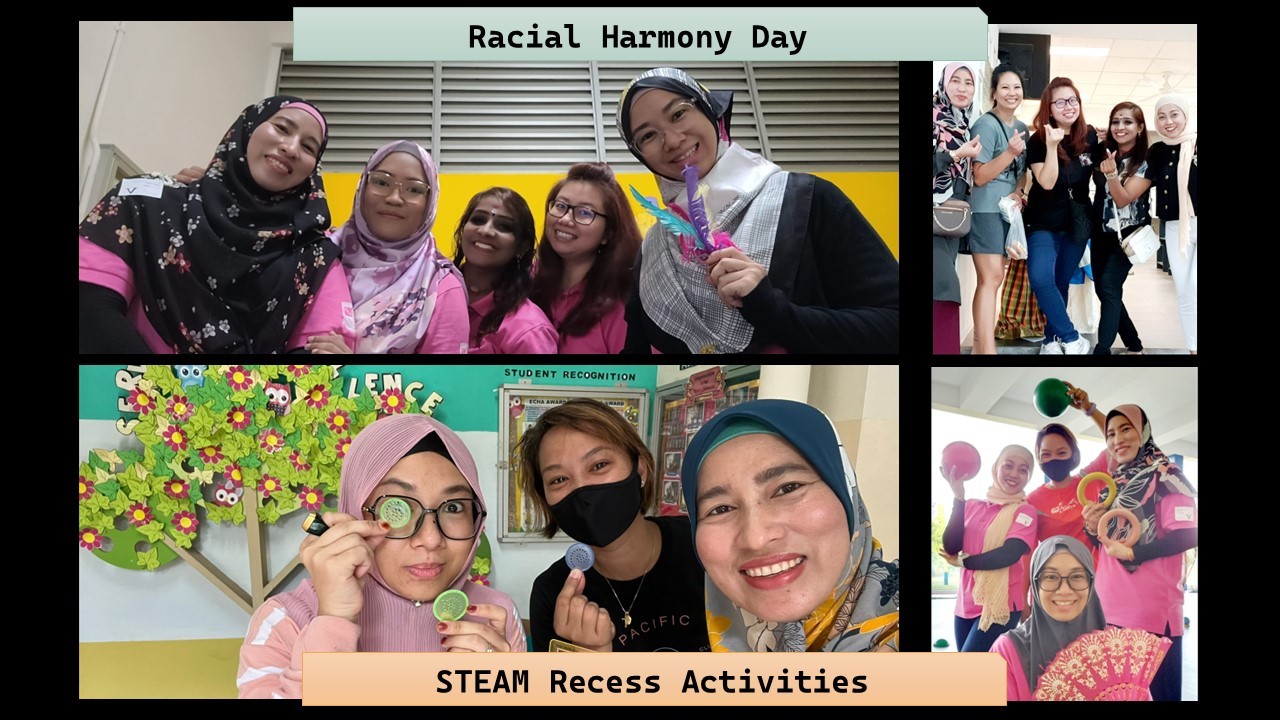 Racial Harmony Day
STUDENT RECOGNITION
PACIFIC
STEAM Recess Activities